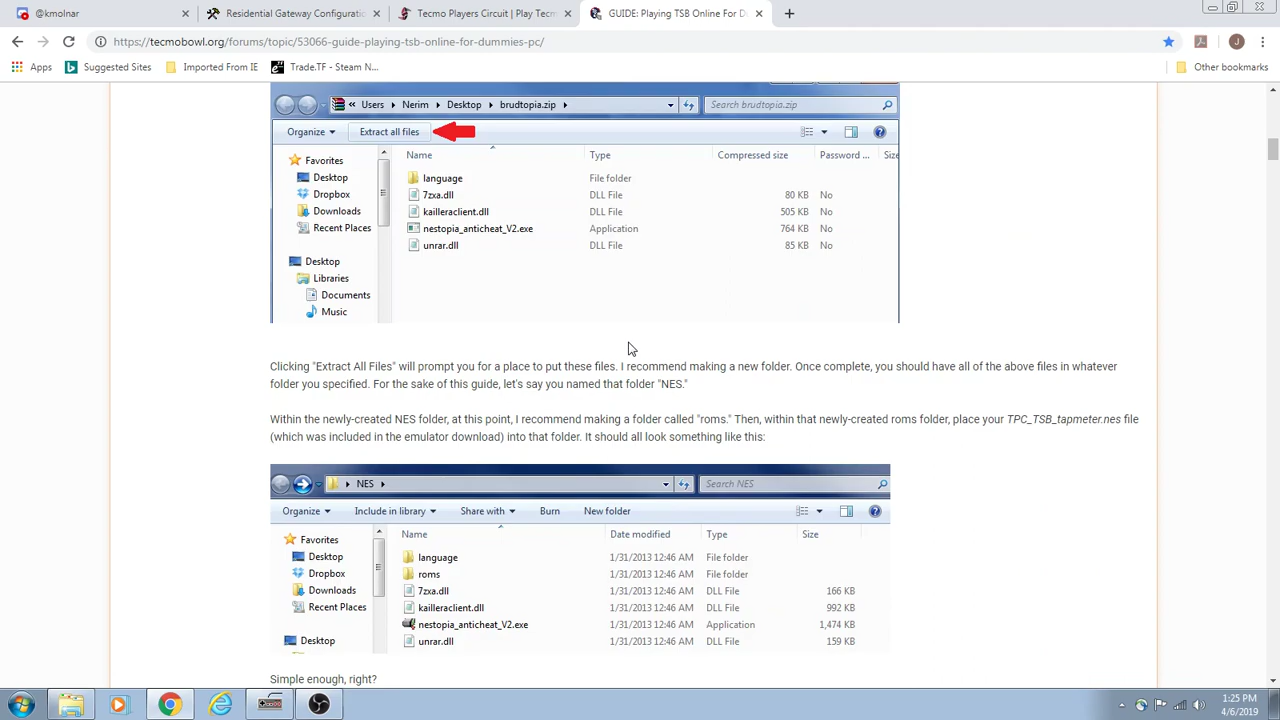 @kmolnar
Residential Gateway Configuratio
Tecmo Players Circuit | Play Tecm
GUIDE: Playing TSB Online For D
https://tecmobowl.org/forums/topic/53066-guide-playing-tsb-online-for-dummies-pc/
J
Apps
Suggested Sites
Imported From IE
Trade.TF - Steam N...
Other bookmarks
Users
Nerim
Desktop
brudtopia.zip
Search brudtopia.zip
Organize
Extract all files
Favorites
Desktop
Dropbox
Downloads
Recent Places
Desktop
Libraries
Documents
Music
Name Type Compressed size Password ... Size
language File folder
7zxa.dll DLL File 80 KB No
kailleraclient.dll DLL File 505 KB No
nestopia_anticheat_V2.exe Application 764 KB No
unrar.dll DLL File 85 KB No
Clicking "Extract All Files" will prompt you for a place to put these files. I recommend making a new folder. Once complete, you should have all of the above files in whatever
folder you specified. For the sake of this guide, let's say you named that folder "NES."
Within the newly-created NES folder, at this point, I recommend making a folder called "roms." Then, within that newly-created roms folder, place your TPC_TSB_tapmeter.nes file
(which was included in the emulator download) into that folder. It should all look something like this:
NES
Search NES
Organize
Include in library
Share with
Burn
New folder
Favorites
Desktop
Dropbox
Downloads
Recent Places
Desktop
Name Date modified Type Size
language 1/31/2013 12:46 AM File folder
roms 1/31/2013 12:46 AM File folder
7zxa.dll 1/31/2013 12:46 AM DLL File 166 KB
kailleraclient.dll 1/31/2013 12:46 AM DLL File 992 KB
nestopia_anticheat_V2.exe 1/31/2013 12:46 AM Application 1,474 KB
unrar.dll 1/31/2013 12:46 AM DLL File 159 KB
Simple enough, right?
1:25 PM
4/6/2019